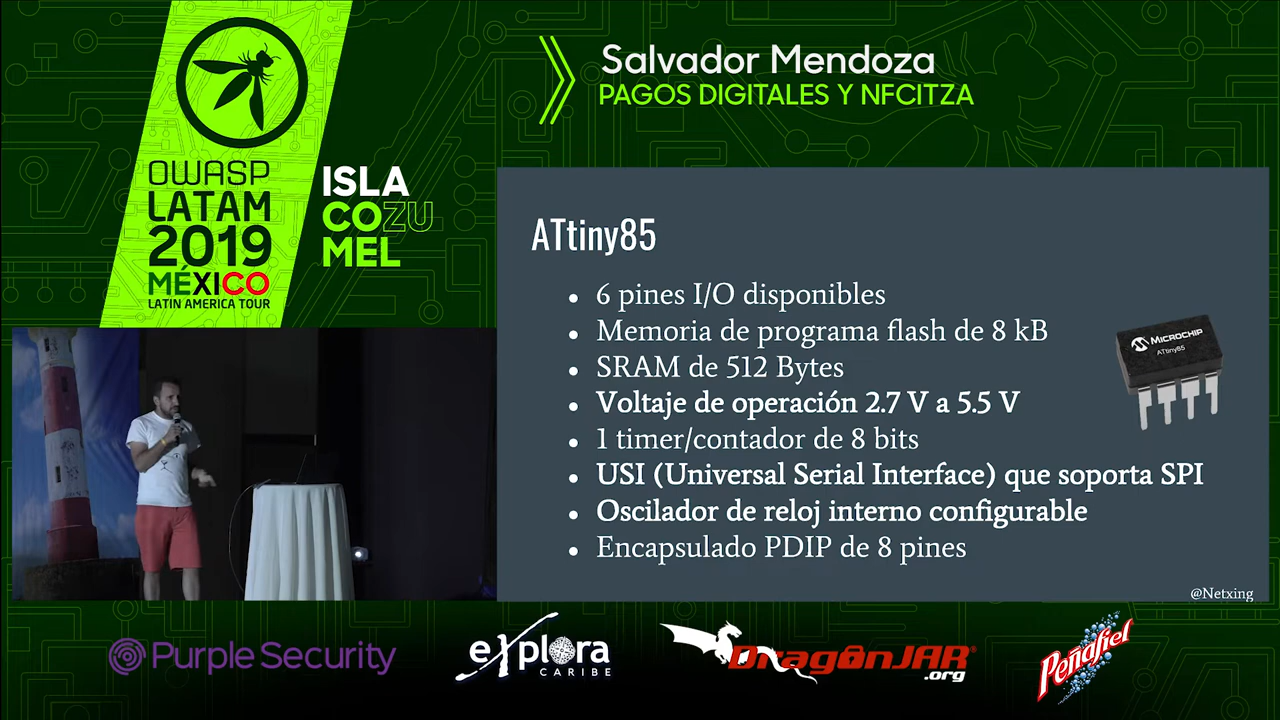 Salvador Mendoza
PAGOS DIGITALES Y NFCITZA
OWASP
LATAM
2019
MÉXICO
LATIN AMERICA TOUR
ISLA
COZU
MEL
ATtiny85
• 6 pines I/O disponibles
• Memoria de programa flash de 8 kB
• SRAM de 512 Bytes
• Voltaje de operación 2.7 V a 5.5 V
• 1 timer/contador de 8 bits
• USI (Universal Serial Interface) que soporta SPI
• Oscilador de reloj interno configurable
• Encapsulado PDIP de 8 pines
MICROCHIP
ATtiny85
@Netxing
Purple Security
explora
CARIBE
DragonJAR
.org
Peñafiel